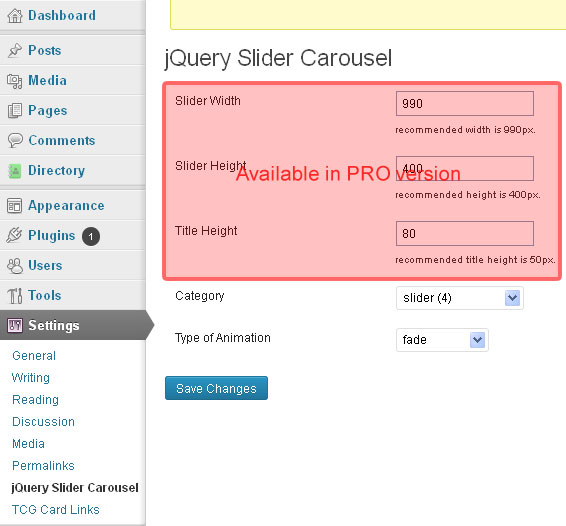 Dashboard
Posts
Media
Pages
Comments
Directory
Appearance
Plugins 1
Users
Tools
Settings
General
Writing
Reading
Discussion
Media
Permalinks
jQuery Slider Carousel
TCG Card Links
jQuery Slider Carousel
Slider Width 990
recommended width is 990px.
Slider Height 400
Available in PRO version
recommended height is 400px.
Title Height 80
recommended title height is 50px.
Category slider (4)
Type of Animation fade
Save Changes